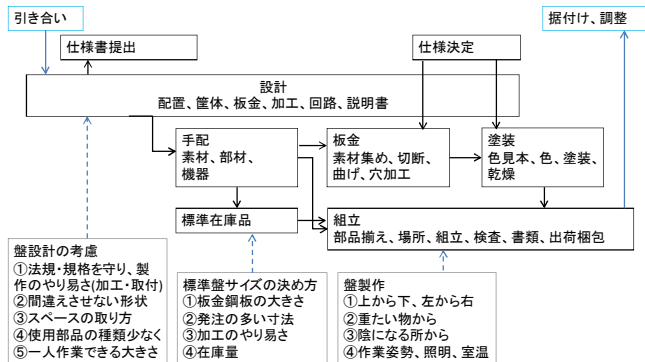 引き合い
据付け、調整
仕様書提出
仕様決定
設計
配置、筐体、板金、加工、回路、説明書
手配
素材、部材、
機器
板金
素材集め、切断、
曲げ、穴加工
塗装
色見本、色、塗装、
乾燥
標準在庫品
組立
部品揃え、場所、組立、検査、書類、出荷梱包
盤設計の考慮
①法規・規格を守り、製
作のやり易さ(加工・取付)
②間違えさせない形状
③スペースの取り方
④使用部品の種類少なく
⑤一人作業できる大きさ
標準盤サイズの決め方
①板金鋼板の大きさ
②発注の多い寸法
③加工のやり易さ
④在庫量
盤製作
①上から下、左から右
②重たい物から
③陰になる所から
④作業姿勢、照明、室温